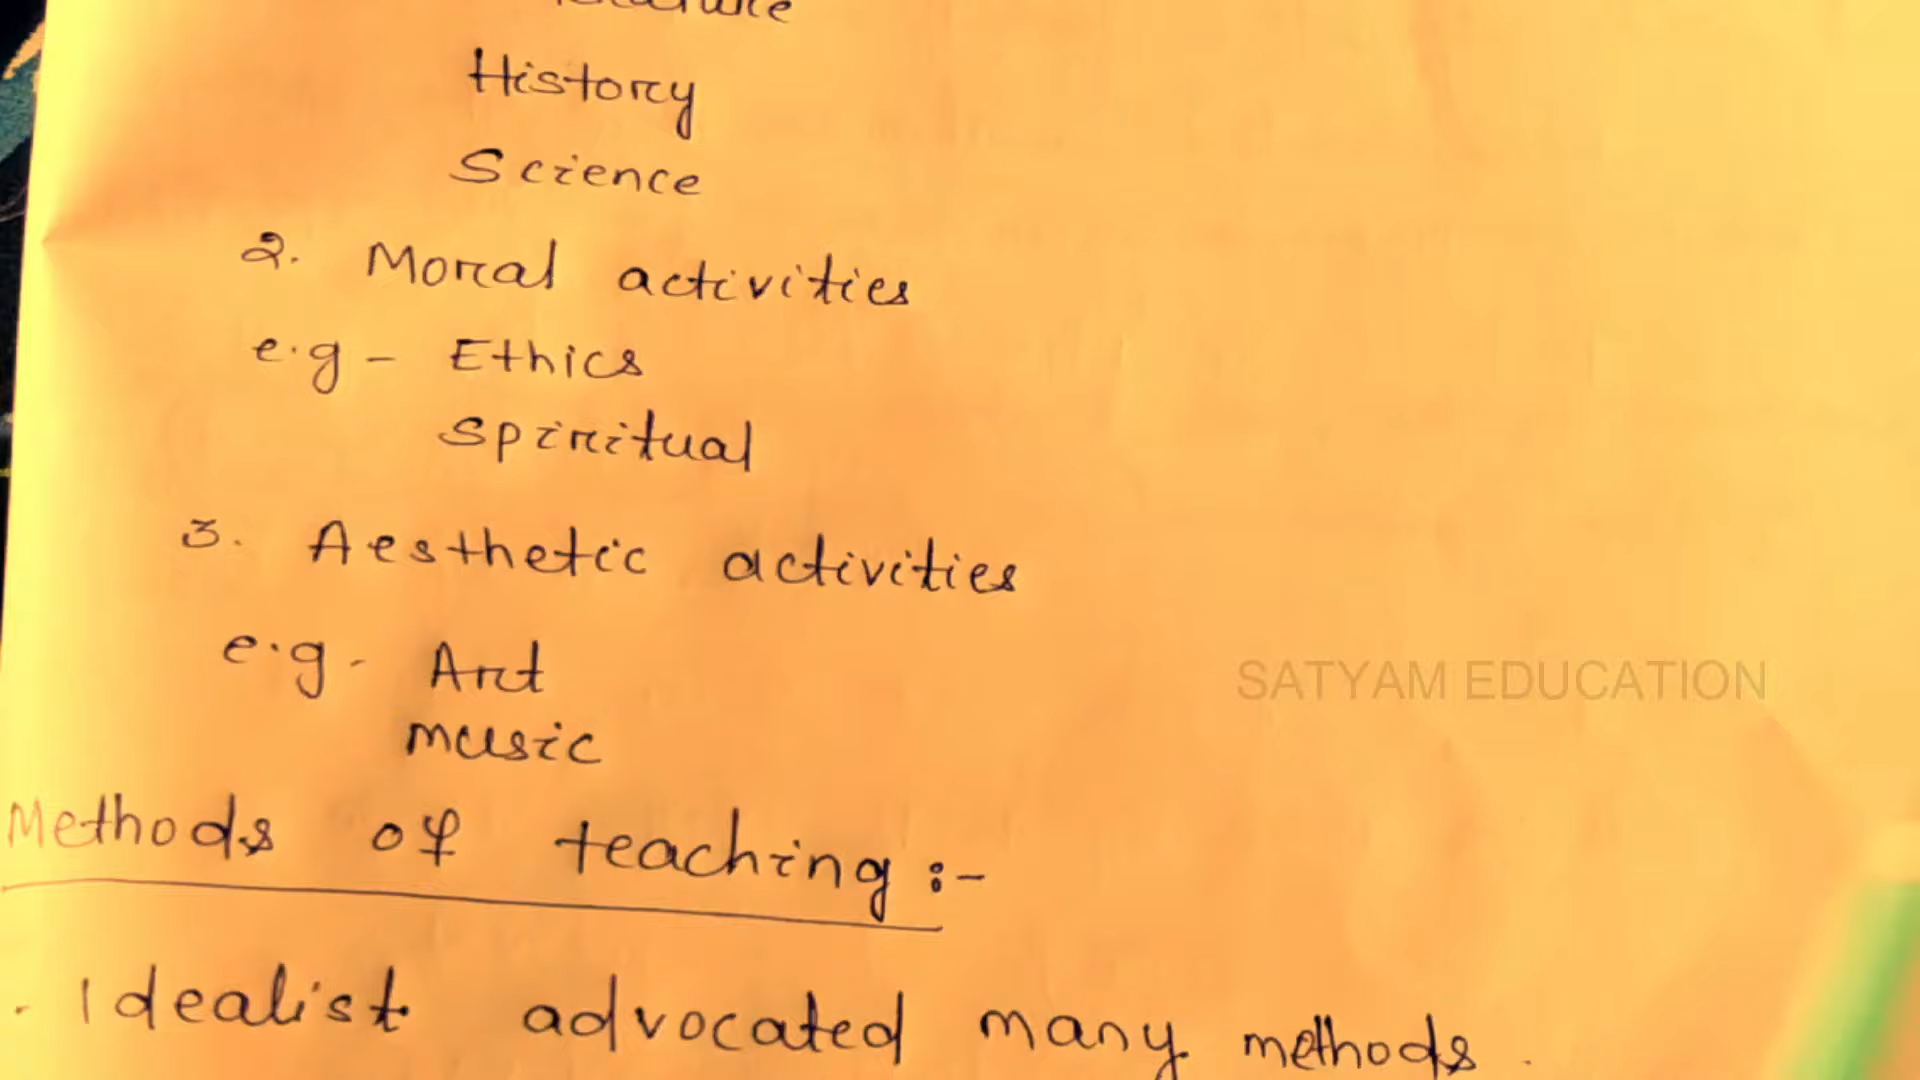 History
Science
2. Moral activities
e.g - Ethics
Spiritual
3. Aesthetic activities
e.g - Art
music
SATYAM EDUCATION
Methods of teaching :-
. Idealist advocated many methods.